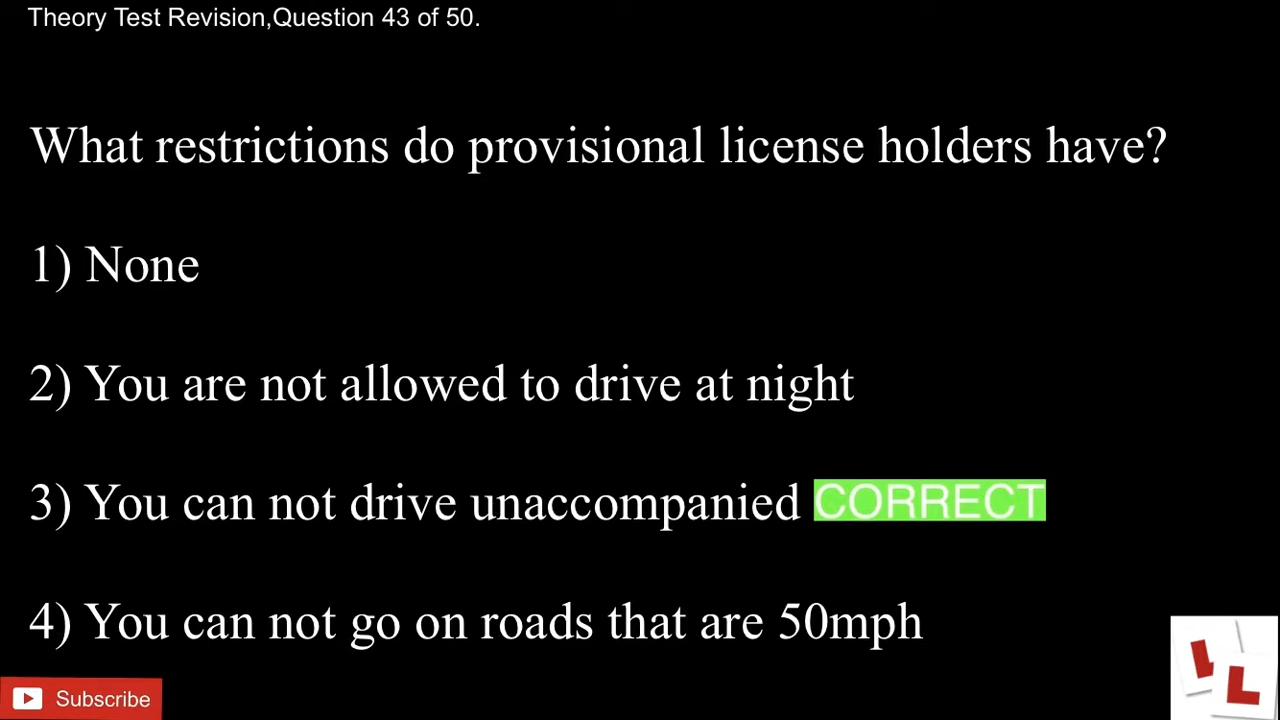 Theory Test Revision,Question 43 of 50.
What restrictions do provisional license holders have?
1) None
2) You are not allowed to drive at night
3) You can not drive unaccompanied CORRECT
4) You can not go on roads that are 50mph
Subscribe
L L